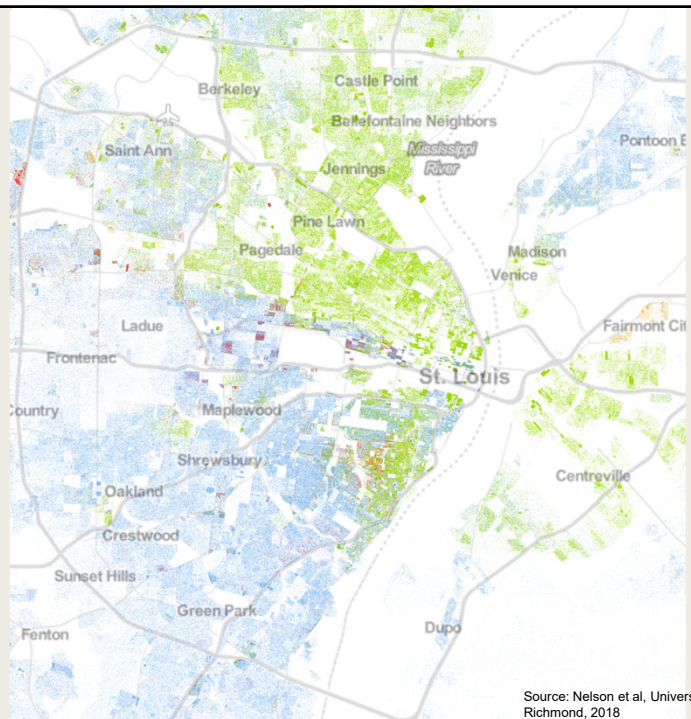 Castle Point
Berkeley
Bellefontaine Neighbors
Mississippi
River
Pontoon B
Saint Ann
Jennings
Pine Lawn
Pagedale
Madison
Venice
Ladue
Fairmont Cit
Frontenac
St. Louis
Country
Maplewood
Shrewsbury
Centreville
Oakland
Crestwood
Sunset Hills
Green Park
Dupo
Fenton
Source: Nelson et al, Univers
Richmond, 2018